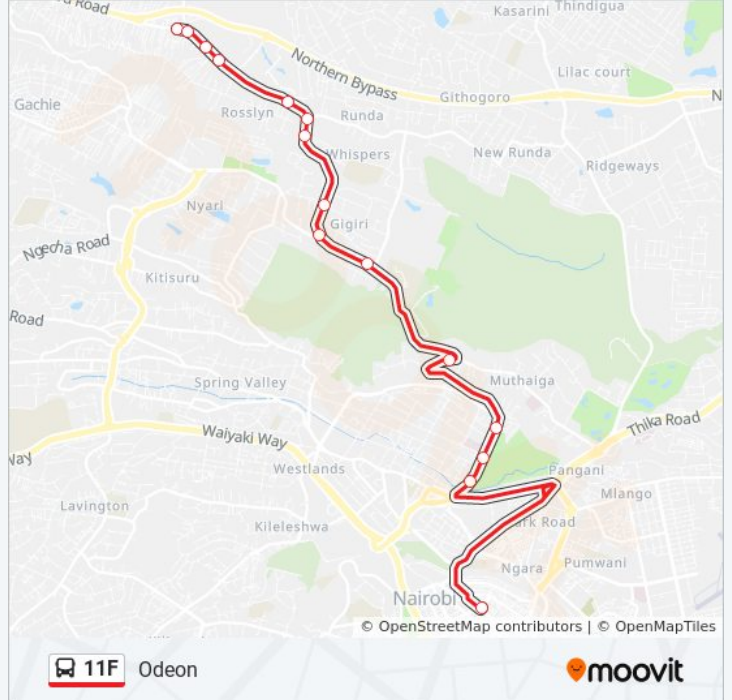 Kasarini
Thindigua
d Road
Northern Bypass
Lilac court
Gachie
Githogoro
N
Rosslyn
Runda
Whispers
New Runda
Ridgeways
Nyari
Gigiri
Ngecha Road
Kitisuru
Road
Spring Valley
Muthaiga
Waiyaki Way
Thika Road
Way
Westlands
Pangani
Mlango
Lavington
Kileleshwa
ark Road
Ngara
Pumwani
Nairobi
© OpenStreetMap contributors | © OpenMapTiles
11F Odeon
moovit